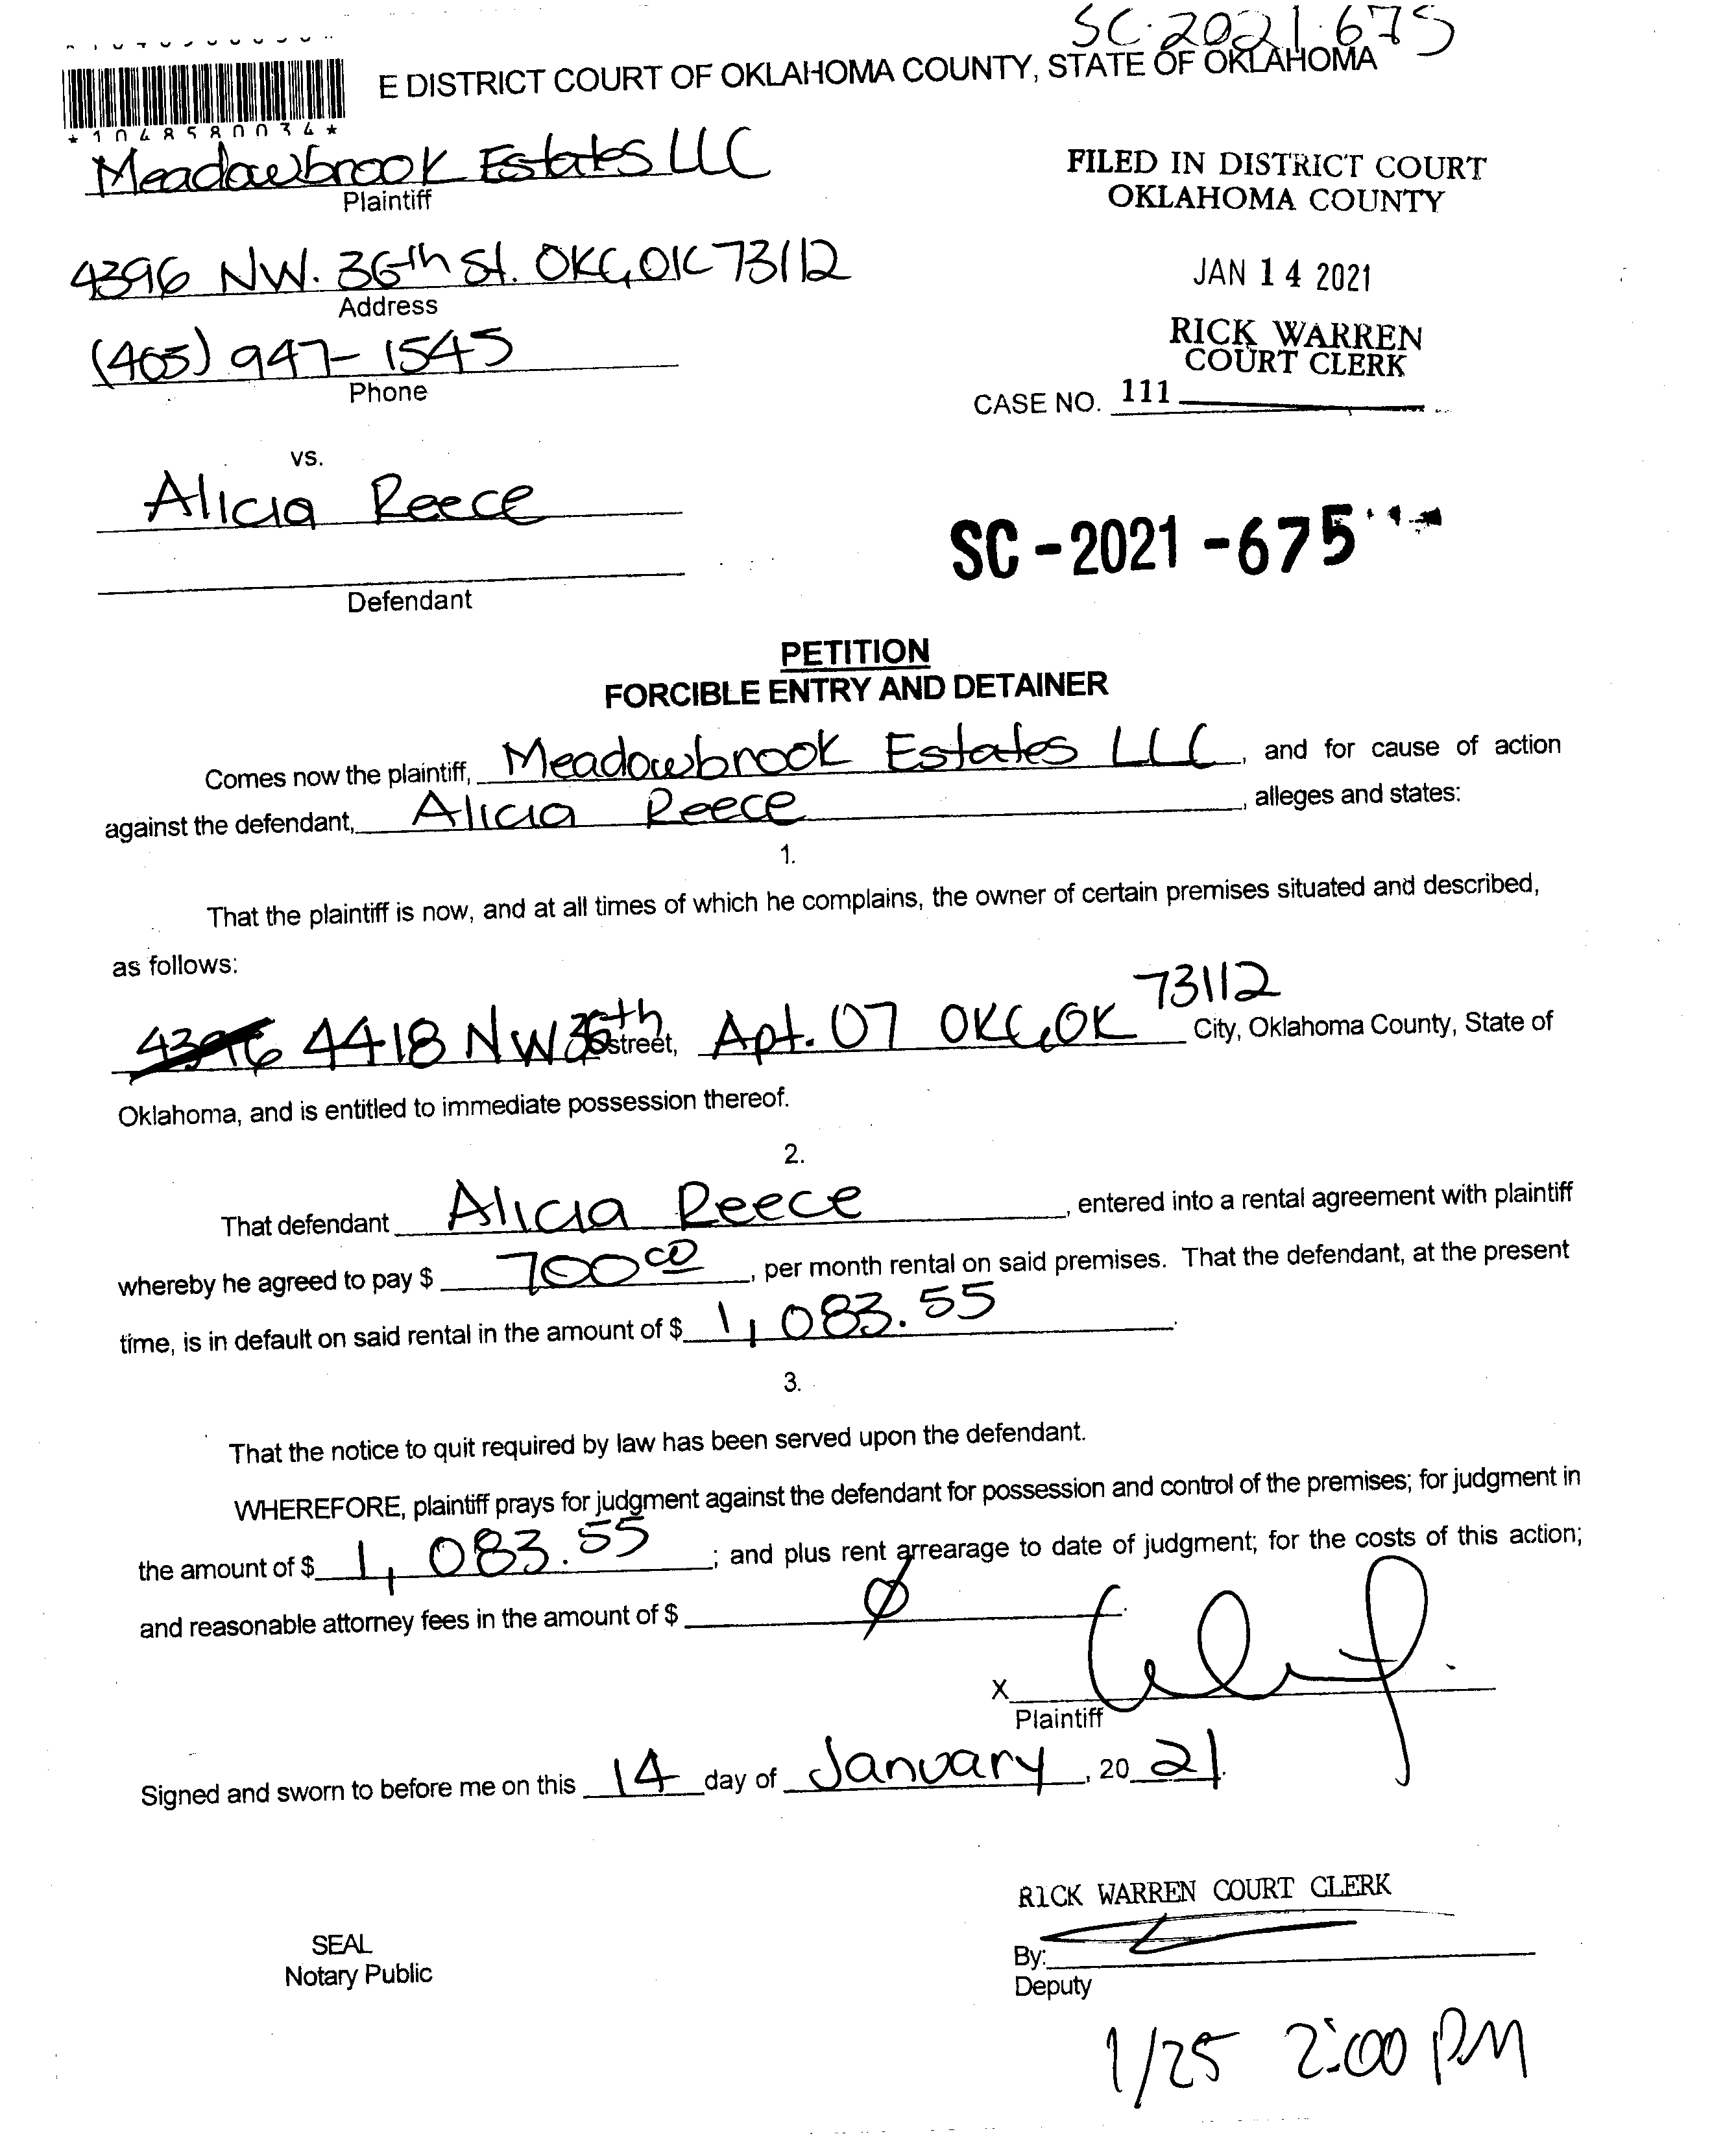 SC-2021-675
E DISTRICT COURT OF OKLAHOMA COUNTY, STATE OF OKLAHOMA
*1048580034*
Meadowbrook Estates LLC
Plaintiff
FILED IN DISTRICT COURT
OKLAHOMA COUNTY
4396 NW. 36th St. OKC, OK 73112
Address
JAN 14 2021
(405) 947-1545
Phone
RICK WARREN
COURT CLERK
CASE NO. 111
vs.
Alicia Reece
Defendant
SC-2021-675
PETITION
FORCIBLE ENTRY AND DETAINER
Comes now the plaintiff, Meadowbrook Estates LLC, and for cause of action
against the defendant, Alicia Reece, alleges and states:
1.
That the plaintiff is now, and at all times of which he complains, the owner of certain premises situated and described,
as follows:
73112
4396 4418 NW 36th street, Apt. 07 OKC, OK City, Oklahoma County, State of
Oklahoma, and is entitled to immediate possession thereof.
2.
That defendant Alicia Reece, entered into a rental agreement with plaintiff
whereby he agreed to pay $ 700 00, per month rental on said premises. That the defendant, at the present
time, is in default on said rental in the amount of $ 1,083.55.
3.
That the notice to quit required by law has been served upon the defendant.
WHEREFORE, plaintiff prays for judgment against the defendant for possession and control of the premises; for judgment in
the amount of $ 1,083.55; and plus rent arrearage to date of judgment; for the costs of this action;
and reasonable attorney fees in the amount of $ Ø.
X
Plaintiff
Signed and sworn to before me on this 14 day of January, 2021.
RICK WARREN COURT CLERK
SEAL
Notary Public
By:
Deputy
1/25 2:00 PM